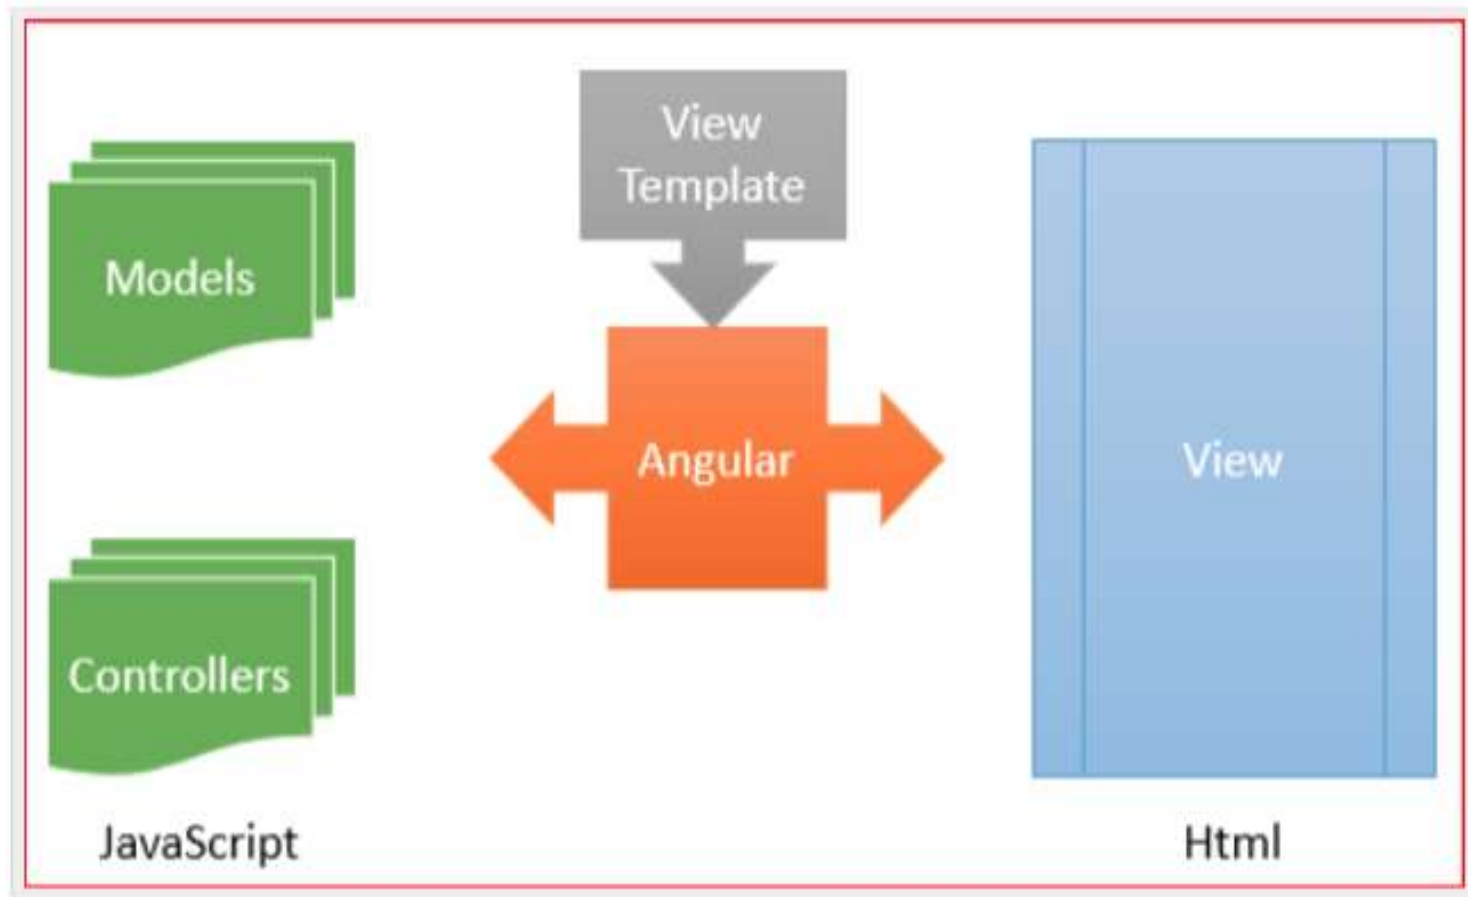 View
Template
Models
Angular
View
Controllers
JavaScript
Html